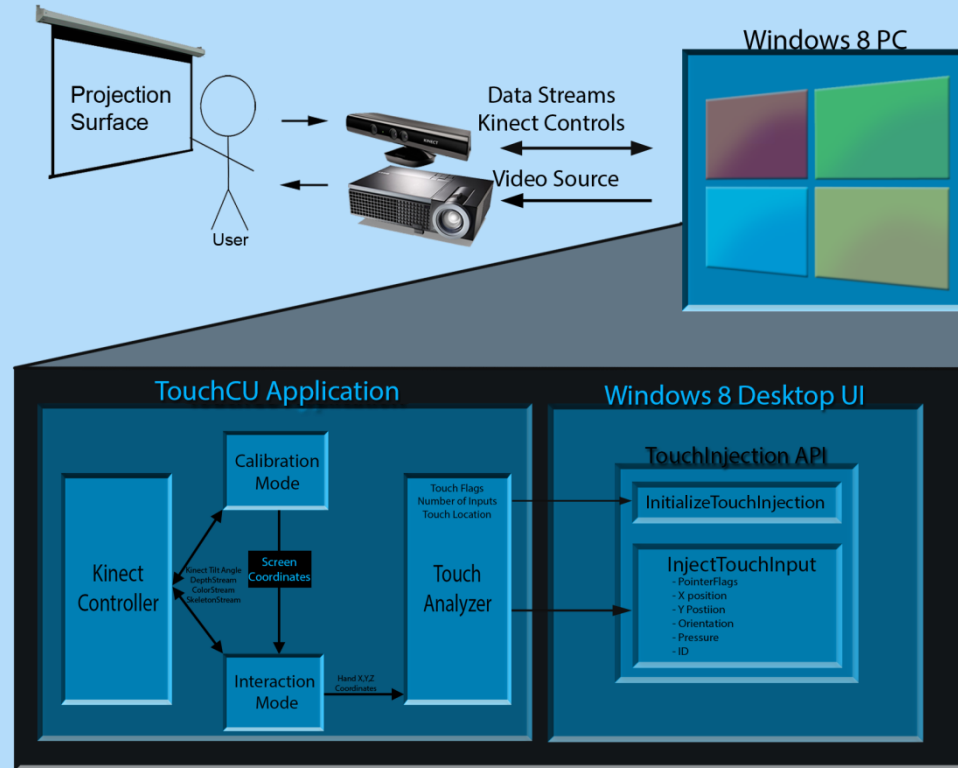 Windows 8 PC
Projection
Surface
User
KINECT
Data Streams
Kinect Controls
Video Source
TouchCU Application
Windows 8 Desktop UI
Kinect
Controller
Calibration
Mode
Kinect Tilt Angle
DepthStream
ColorStream
SkeletonStream
Screen
Coordinates
Interaction
Mode
Hand X,Y,Z
Coordinates
Touch Flags
Number of Inputs
Touch Location
Touch
Analyzer
TouchInjection API
InitializeTouchInjection
InjectTouchInput
- PointerFlags
- X position
- Y Postiion
- Orientation
- Pressure
- ID